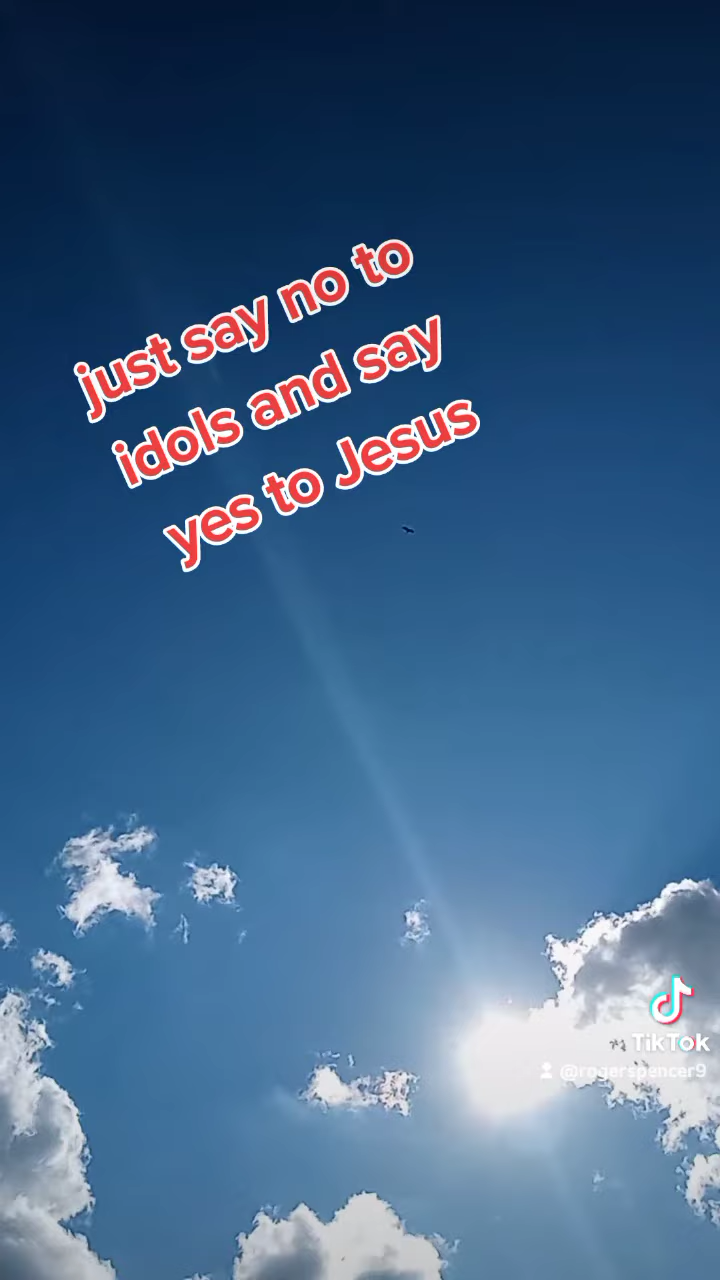 just say no to
idols and say
yes to Jesus
TikTok
@rogerspencer9